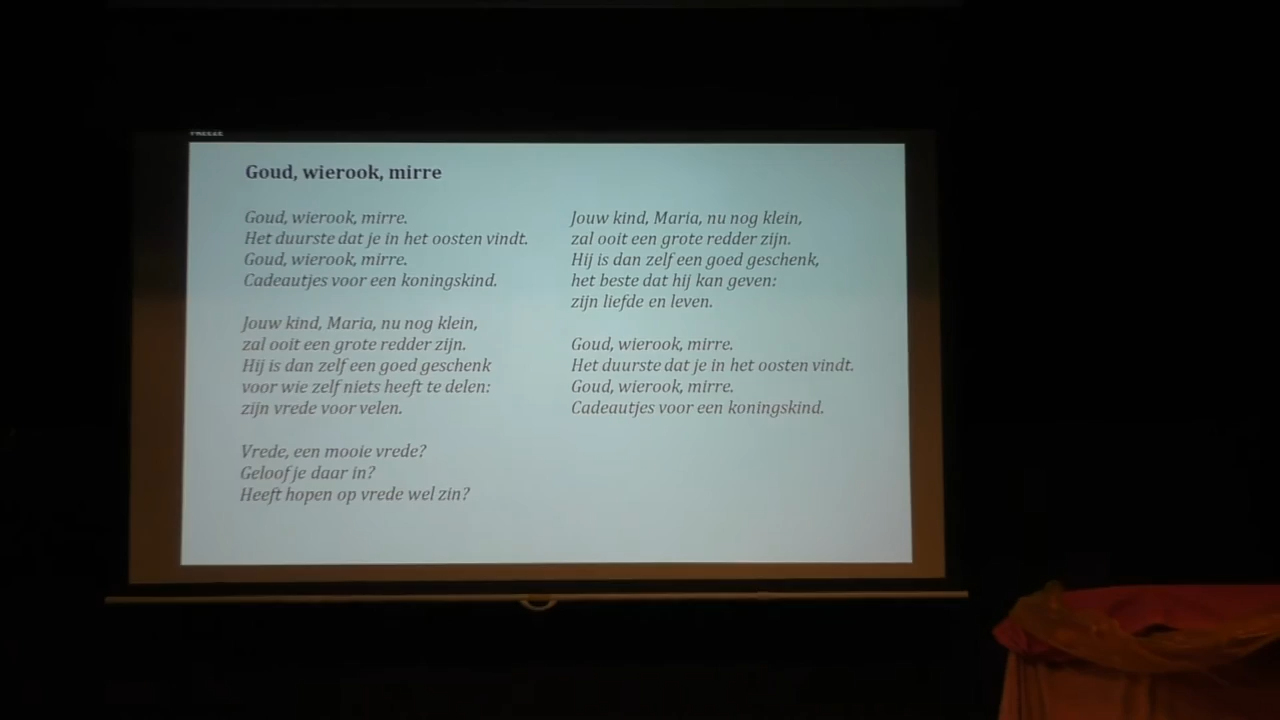 Goud, wierook, mirre
Goud, wierook, mirre.
Het duurste dat je in het oosten vindt.
Goud, wierook, mirre.
Cadeautjes voor een koningskind.
Jouw kind, Maria, nu nog klein,
zal ooit een grote redder zijn.
Hij is dan zelf een goed geschenk
voor wie zelf niets heeft te delen:
zijn vrede voor velen.
Vrede, een mooie vrede?
Geloof je daar in?
Heeft hopen op vrede wel zin?
Jouw kind, Maria, nu nog klein,
zal ooit een grote redder zijn.
Hij is dan zelf een goed geschenk,
het beste dat hij kan geven:
zijn liefde en leven.
Goud, wierook, mirre.
Het duurste dat je in het oosten vindt.
Goud, wierook, mirre.
Cadeautjes voor een koningskind.